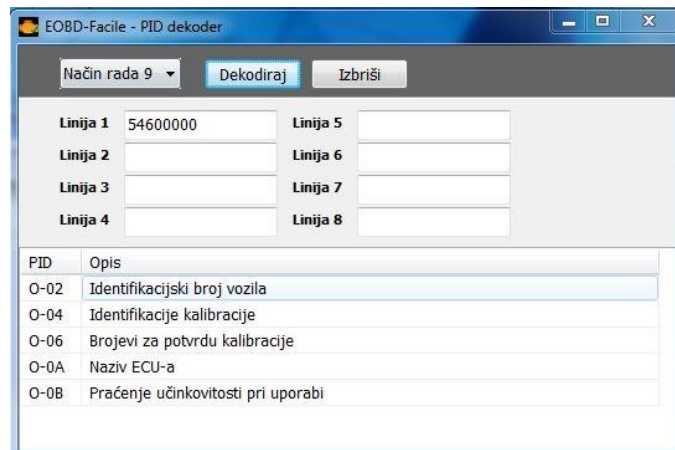 EOBD-Facile - PID dekoder
Način rada 9 Dekodiraj Izbriši
Linija 1 54600000 Linija 5
Linija 2 Linija 6
Linija 3 Linija 7
Linija 4 Linija 8
PID Opis
O-02 Identifikacijski broj vozila
O-04 Identifikacije kalibracije
O-06 Brojevi za potvrdu kalibracije
O-0A Naziv ECU-a
O-0B Praćenje učinkovitosti pri uporabi